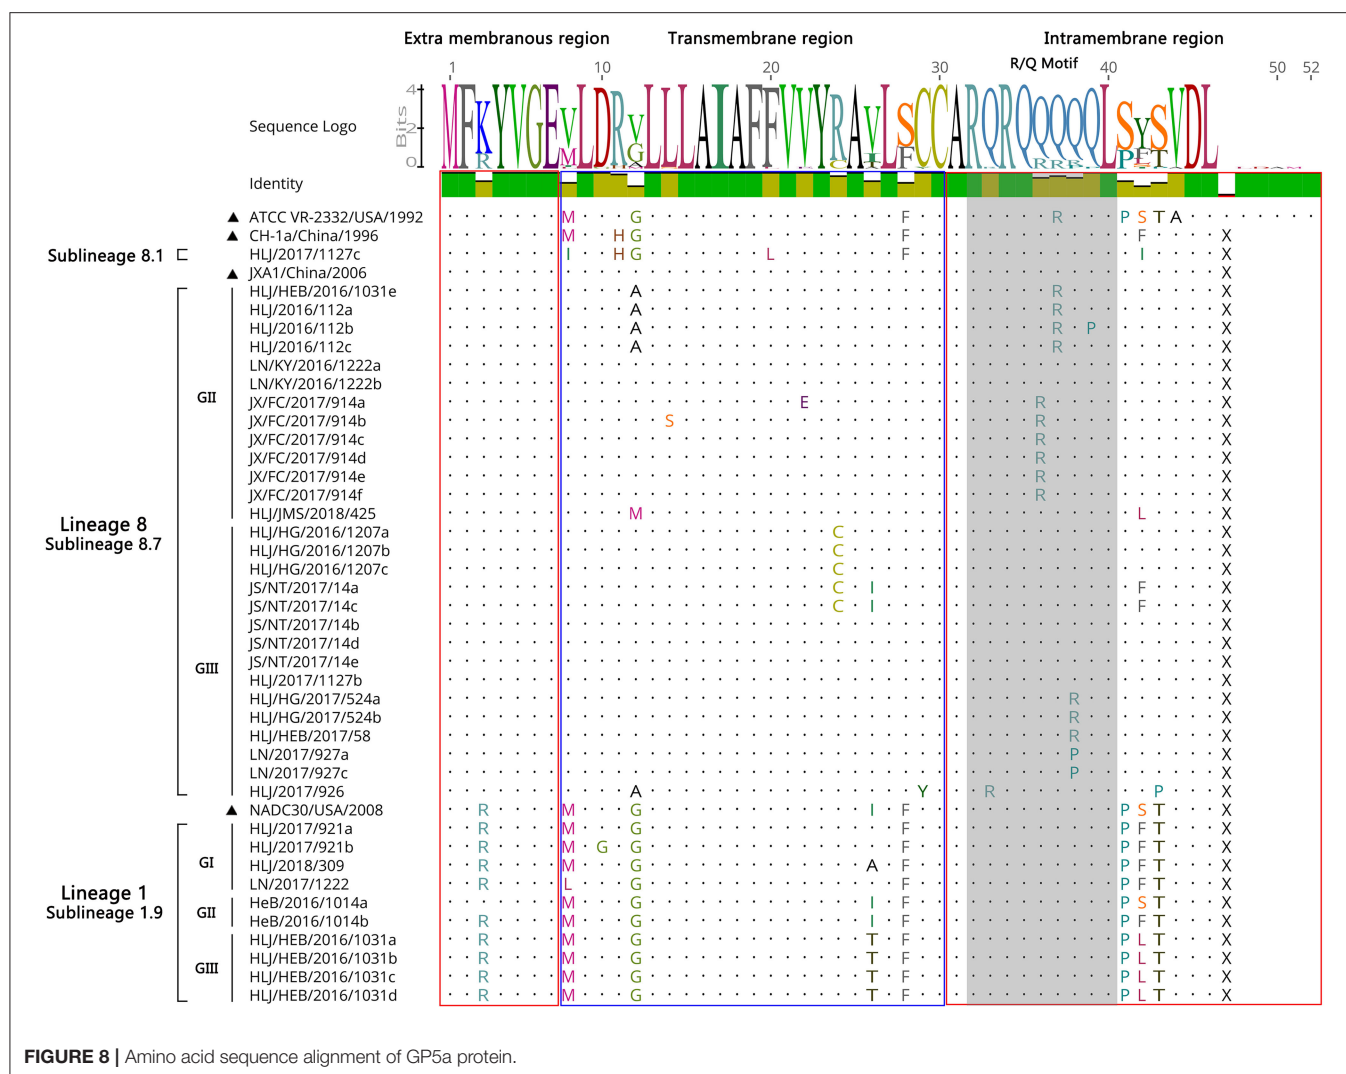 Extra membranous region Transmembrane region Intramembrane region
R/Q Motif
1 10 20 30 40 50 52
4
2
0
Bits
Sequence Logo
MFKYVGEVLDRVLLLAIAFFVVYRAVLSCCARQRQQQQQLSYSVDL
R M G A C I F R R R P F T
Identity
▲ ATCC VR-2332/USA/1992 M G F R P S T A
▲ CH-1a/China/1996 M H G F F X
Sublineage 8.1
HLJ/2017/1127c I H G L F I X
▲ JXA1/China/2006 X
Lineage 8
Sublineage 8.7
GII
HLJ/HEB/2016/1031e A R X
HLJ/2016/112a A R X
HLJ/2016/112b A R P X
HLJ/2016/112c A R X
LN/KY/2016/1222a X
LN/KY/2016/1222b X
JX/FC/2017/914a E R X
JX/FC/2017/914b S R X
JX/FC/2017/914c R X
JX/FC/2017/914d R X
JX/FC/2017/914e R X
JX/FC/2017/914f R X
HLJ/JMS/2018/425 M L X
GIII
HLJ/HG/2016/1207a C X
HLJ/HG/2016/1207b C X
HLJ/HG/2016/1207c C X
JS/NT/2017/14a C I F X
JS/NT/2017/14c C I F X
JS/NT/2017/14b X
JS/NT/2017/14d X
JS/NT/2017/14e X
HLJ/2017/1127b X
HLJ/HG/2017/524a R X
HLJ/HG/2017/524b R X
HLJ/HEB/2017/58 R X
LN/2017/927a P X
LN/2017/927c P X
HLJ/2017/926 A Y R P X
▲ NADC30/USA/2008 R M G I F P S T X
Lineage 1
Sublineage 1.9
GI
HLJ/2017/921a R M G F P F T X
HLJ/2017/921b R M G G F P F T X
HLJ/2018/309 R M G A F P F T X
LN/2017/1222 R L G F P F T X
GII
HeB/2016/1014a M G I F P S T X
HeB/2016/1014b R M G I F P F T X
GIII
HLJ/HEB/2016/1031a R M G T F P L T X
HLJ/HEB/2016/1031b R M G T F P L T X
HLJ/HEB/2016/1031c R M G T F P L T X
HLJ/HEB/2016/1031d R M G T F P L T X
FIGURE 8 | Amino acid sequence alignment of GP5a protein.